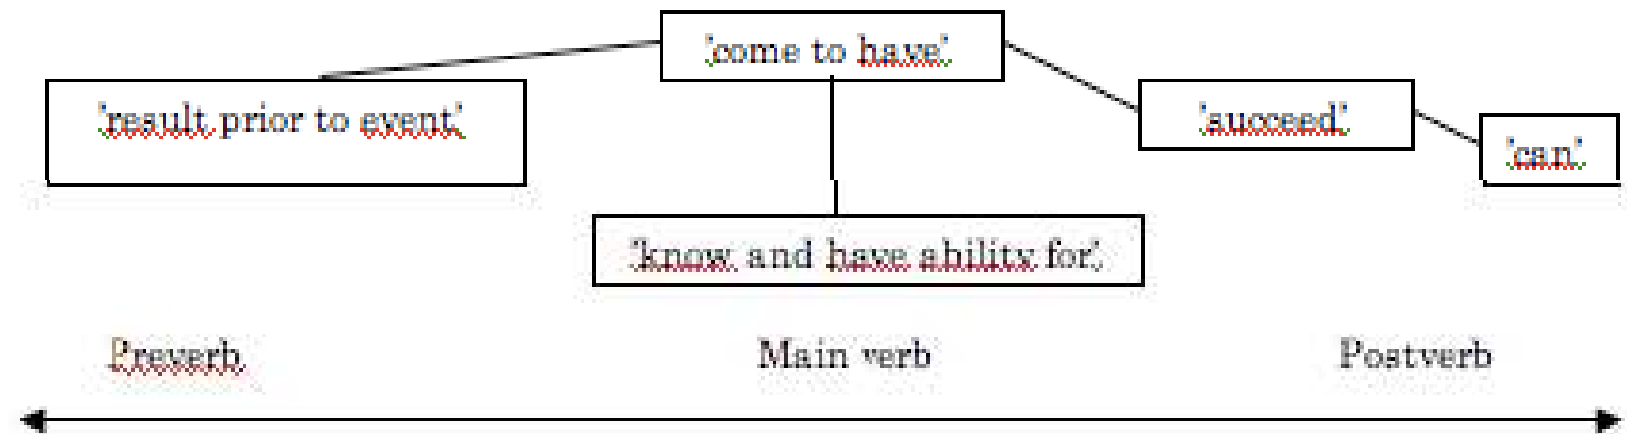 'come to have'
'result prior to event'
'succeed'
'can'
'know and have ability for'
Preverb
Main verb
Postverb